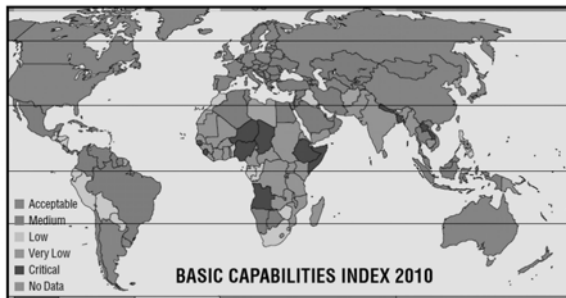 Acceptable
Medium
Low
Very Low
Critical
No Data
BASIC CAPABILITIES INDEX 2010